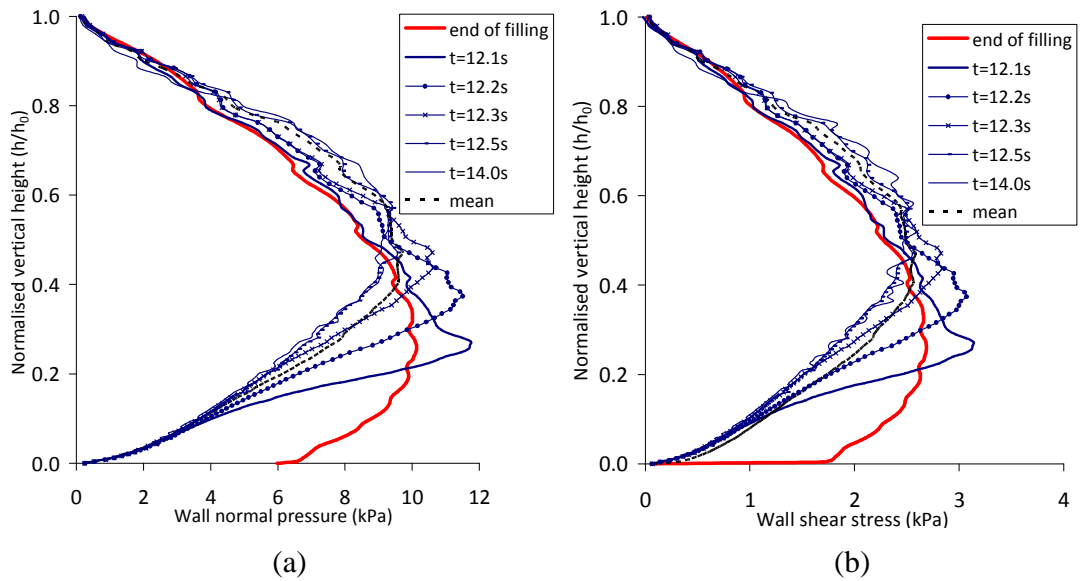 1.0
0.8
0.6
0.4
0.2
0.0
Normalised vertical height (h/h0)
0 2 4 6 8 10 12
Wall normal pressure (kPa)
end of filling
t=12.1s
t=12.2s
t=12.3s
t=12.5s
t=14.0s
mean
(a)
1.0
0.8
0.6
0.4
0.2
0.0
Normalised vertical height (h/h0)
0 1 2 3 4
Wall shear stress (kPa)
end of filling
t=12.1s
t=12.2s
t=12.3s
t=12.5s
t=14.0s
mean
(b)